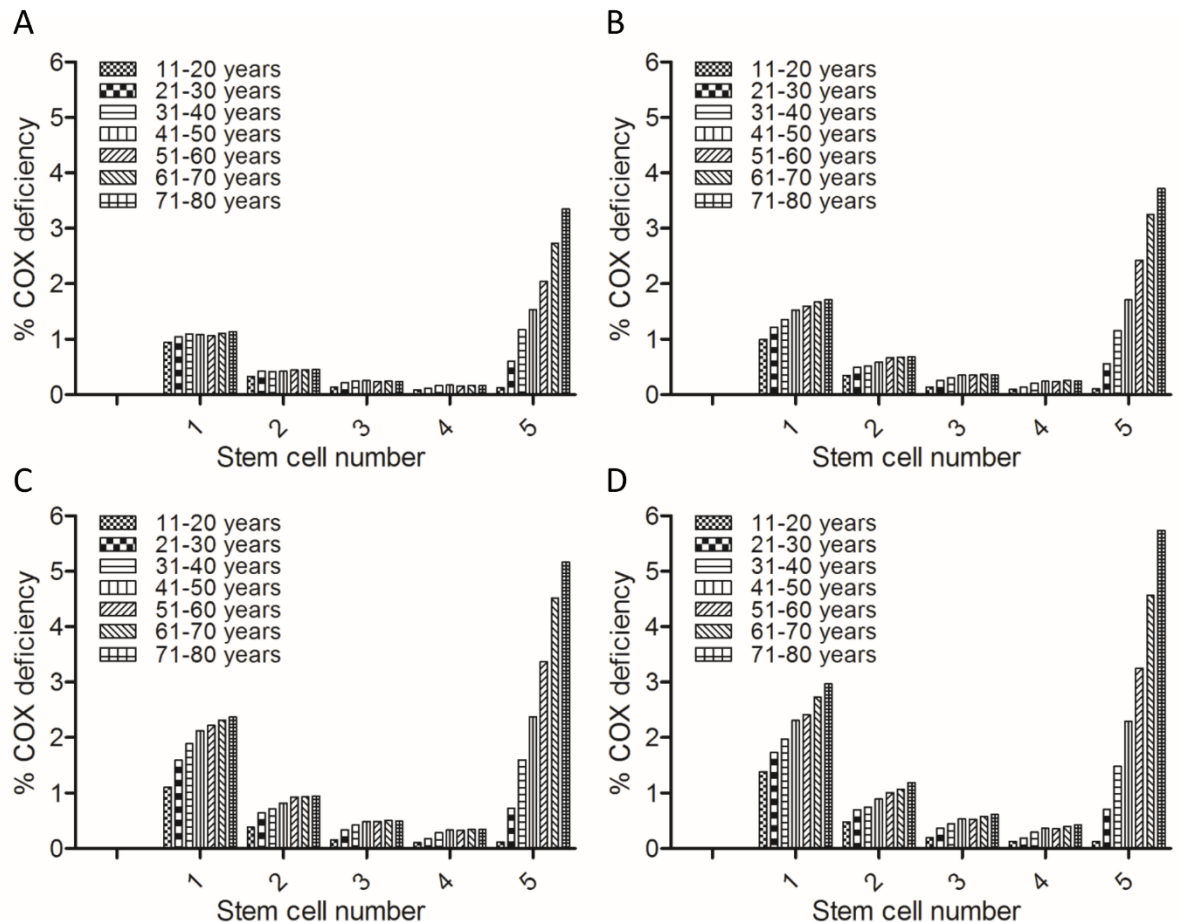 A
6
5
4
3
2
1
0
% COX deficiency
11-20 years
21-30 years
31-40 years
41-50 years
51-60 years
61-70 years
71-80 years
1
2
3
4
5
Stem cell number
B
6
5
4
3
2
1
0
% COX deficiency
11-20 years
21-30 years
31-40 years
41-50 years
51-60 years
61-70 years
71-80 years
1
2
3
4
5
Stem cell number
C
6
5
4
3
2
1
0
% COX deficiency
11-20 years
21-30 years
31-40 years
41-50 years
51-60 years
61-70 years
71-80 years
1
2
3
4
5
Stem cell number
D
6
5
4
3
2
1
0
% COX deficiency
11-20 years
21-30 years
31-40 years
41-50 years
51-60 years
61-70 years
71-80 years
1
2
3
4
5
Stem cell number